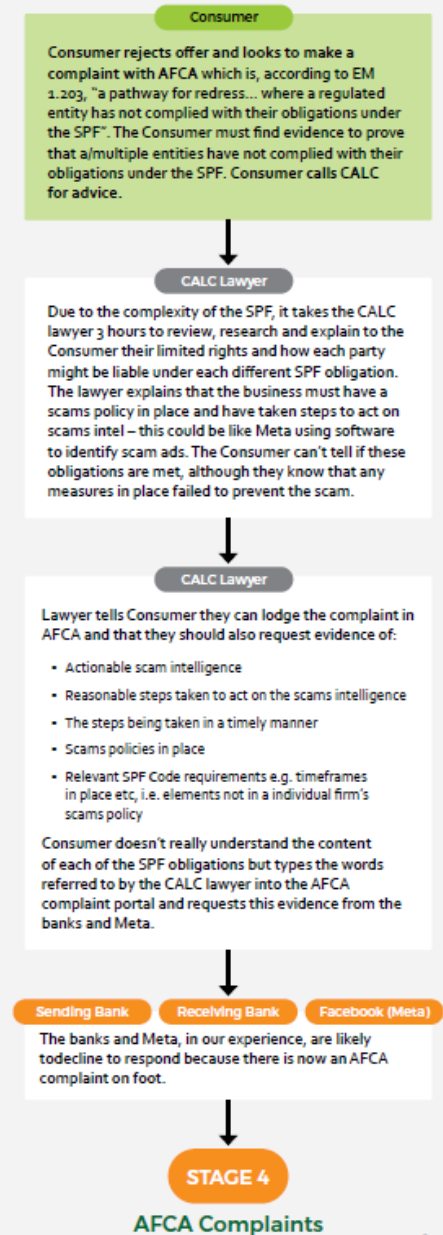 Consumer
Consumer rejects offer and looks to make a
complaint with AFCA which is, according to EM
1.203, “a pathway for redress... where a regulated
entity has not complied with their obligations under
the SPF”. The Consumer must find evidence to prove
that a/multiple entities have not complied with their
obligations under the SPF. Consumer calls CALC
for advice.
CALC Lawyer
Due to the complexity of the SPF, it takes the CALC
lawyer 3 hours to review, research and explain to the
Consumer their limited rights and how each party
might be liable under each different SPF obligation.
The lawyer explains that the business must have a
scams policy in place and have taken steps to act on
scams intel – this could be like Meta using software
to identify scam ads. The Consumer can't tell if these
obligations are met, although they know that any
measures in place failed to prevent the scam.
CALC Lawyer
Lawyer tells Consumer they can lodge the complaint in
AFCA and that they should also request evidence of:
• Actionable scam intelligence
• Reasonable steps taken to act on the scams intelligence
• The steps being taken in a timely manner
• Scams policies in place
• Relevant SPF Code requirements e.g. timeframes
in place etc, i.e. elements not in a individual firm's
scams policy
Consumer doesn't really understand the content
of each of the SPF obligations but types the words
referred to by the CALC lawyer into the AFCA
complaint portal and requests this evidence from the
banks and Meta.
Sending Bank Receiving Bank Facebook (Meta)
The banks and Meta, in our experience, are likely
todecline to respond because there is now an AFCA
complaint on foot.
STAGE 4
AFCA Complaints